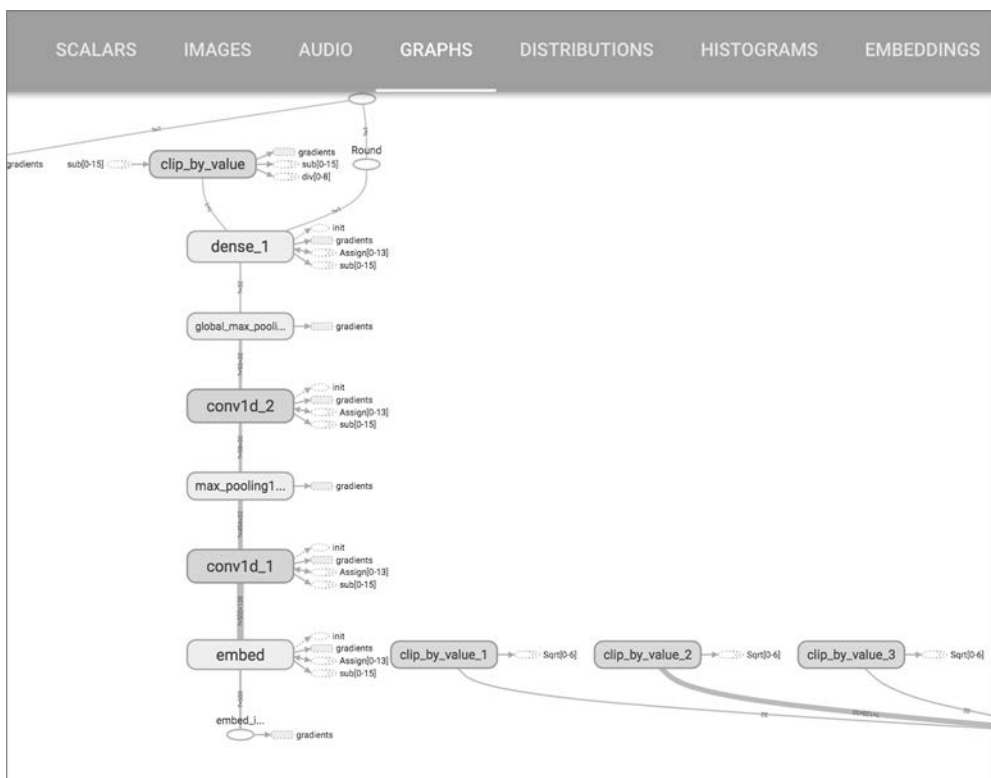 SCALARS IMAGES AUDIO GRAPHS DISTRIBUTIONS HISTOGRAMS EMBEDDINGS
Round
gradients
sub[0-15]
clip_by_value
gradients
sub[0-15]
div[0-8]
dense_1
init
gradients
Assign[0-13]
sub[0-15]
global_max_pooli...
gradients
conv1d_2
init
gradients
Assign[0-13]
sub[0-15]
max_pooling1...
gradients
conv1d_1
init
gradients
Assign[0-13]
sub[0-15]
embed
init
gradients
Assign[0-13]
sub[0-15]
clip_by_value_1
Sqrt[0-6]
clip_by_value_2
Sqrt[0-6]
clip_by_value_3
Sqrt[0-6]
embed_i...
gradients